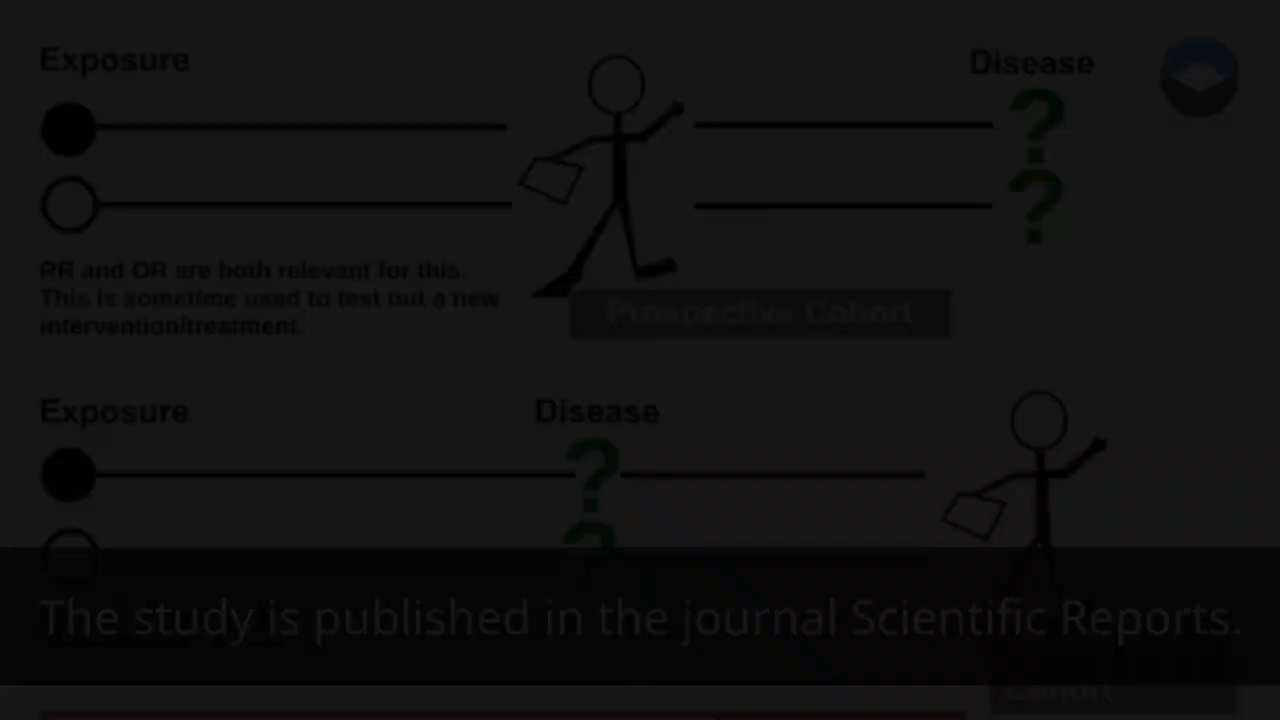 Exposure
Disease
?
?
RR and OR are both relevant for this.
This is sometime used to test out a new
intervention/treatment.
Prospective Cohort
Exposure
Disease
?
?
The study is published in the journal Scientific Reports.
Cohort